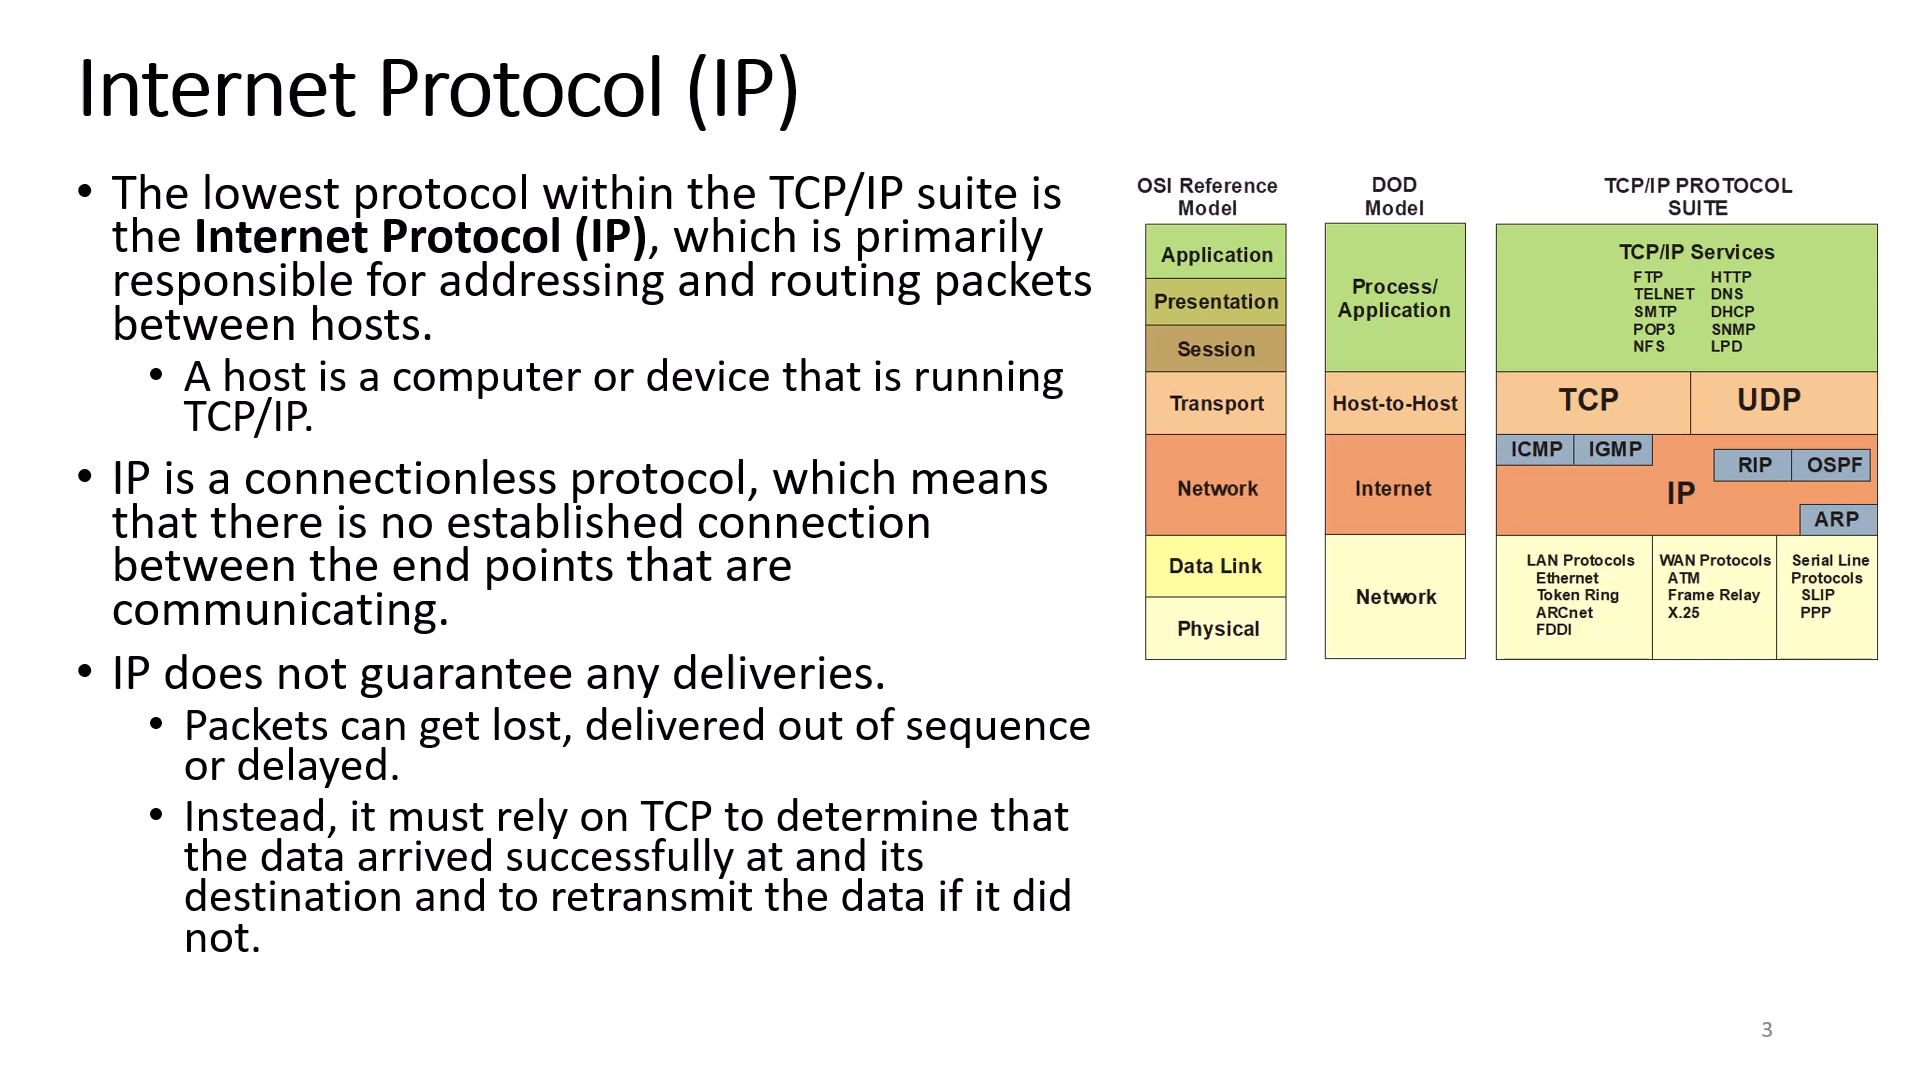 Internet Protocol (IP)
• The lowest protocol within the TCP/IP suite is
the Internet Protocol (IP), which is primarily
responsible for addressing and routing packets
between hosts.
• A host is a computer or device that is running
TCP/IP.
• IP is a connectionless protocol, which means
that there is no established connection
between the end points that are
communicating.
• IP does not guarantee any deliveries.
• Packets can get lost, delivered out of sequence
or delayed.
• Instead, it must rely on TCP to determine that
the data arrived successfully at and its
destination and to retransmit the data if it did
not.
OSI Reference
Model
Application
Presentation
Session
Transport
Network
Data Link
Physical
DOD
Model
Process/
Application
Host-to-Host
Internet
Network
TCP/IP PROTOCOL
SUITE
TCP/IP Services
FTP HTTP
TELNET DNS
SMTP DHCP
POP3 SNMP
NFS LPD
TCP UDP
ICMP IGMP
RIP OSPF
IP
ARP
LAN Protocols
Ethernet
Token Ring
ARCnet
FDDI
WAN Protocols
ATM
Frame Relay
X.25
Serial Line
Protocols
SLIP
PPP
3